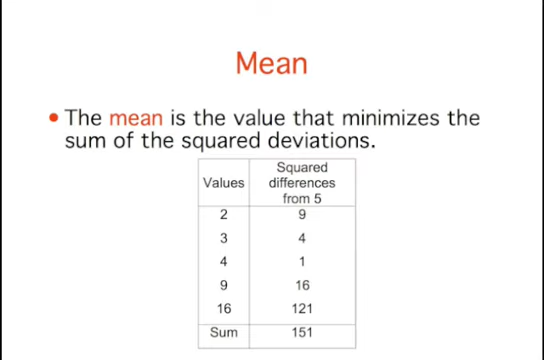 Mean
• The mean is the value that minimizes the
sum of the squared deviations.
Values Squared differences from 5
2 9
3 4
4 1
9 16
16 121
Sum 151